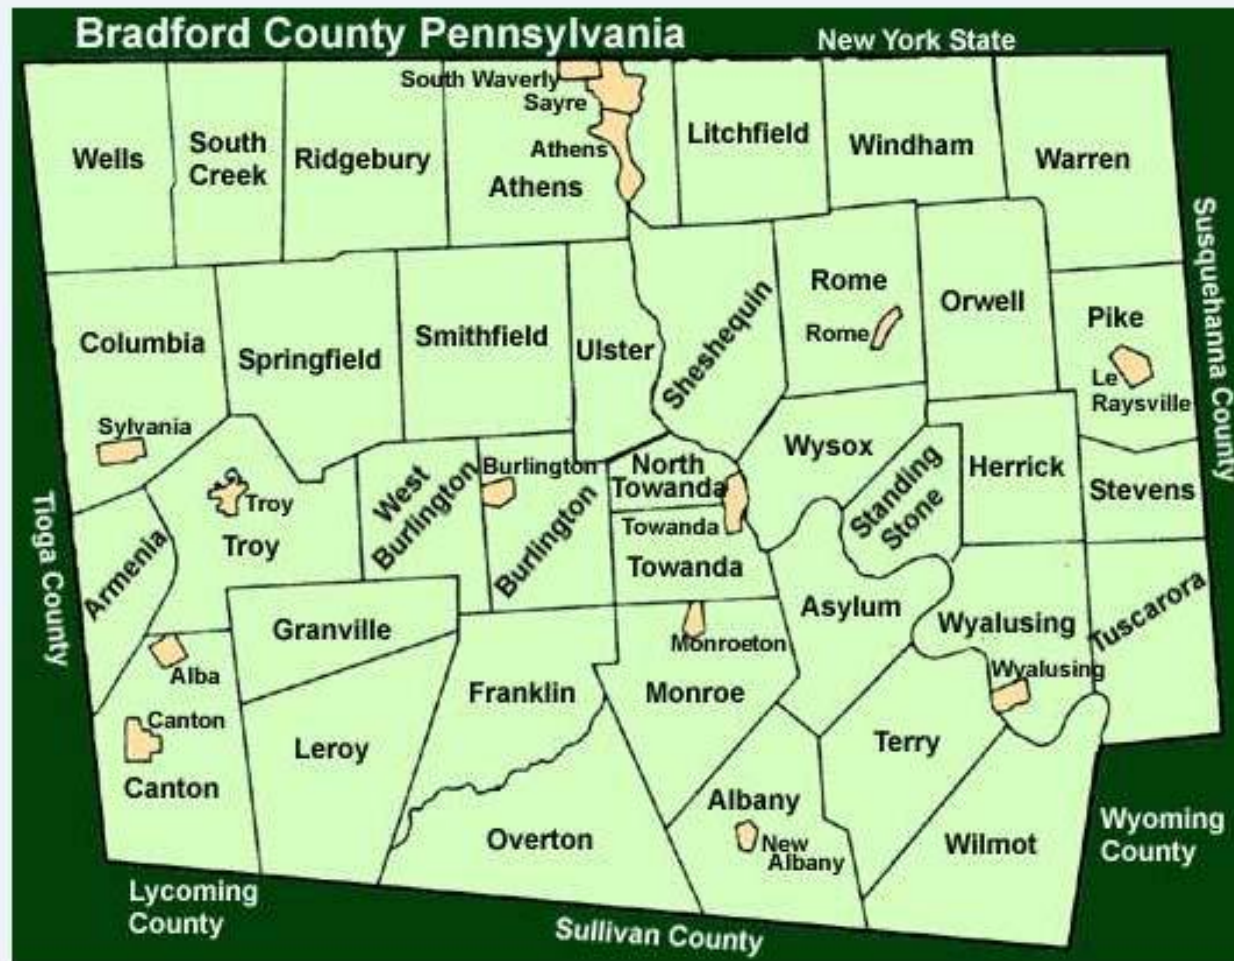 Bradford County Pennsylvania
New York State
South Waverly
Sayre
Athens
Athens
Wells
South
Creek
Ridgebury
Litchfield
Windham
Warren
Susquehanna County
Columbia
Springfield
Smithfield
Ulster
Sheshequin
Rome
Rome
Orwell
Pike
Le
Raysville
Sylvania
Troy
Troy
West
Burlington
Burlington
Burlington
North
Towanda
Towanda
Towanda
Wysox
Standing
Stone
Herrick
Stevens
Tioga County
Armenia
Granville
Asylum
Wyalusing
Wyalusing
Tuscarora
Alba
Canton
Canton
Leroy
Franklin
Monroeton
Monroe
Terry
Albany
New
Albany
Overton
Wilmot
Wyoming
County
Lycoming
County
Sullivan County